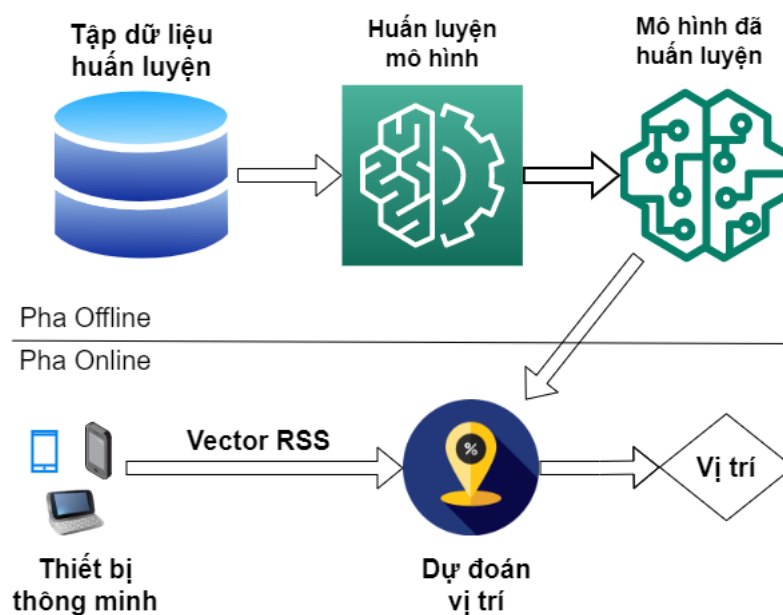 Tập dữ liệu
huấn luyện
Huấn luyện
mô hình
Mô hình đã
huấn luyện
Pha Offline
Pha Online
Vector RSS
%
Vị trí
Thiết bị
thông minh
Dự đoán
vị trí